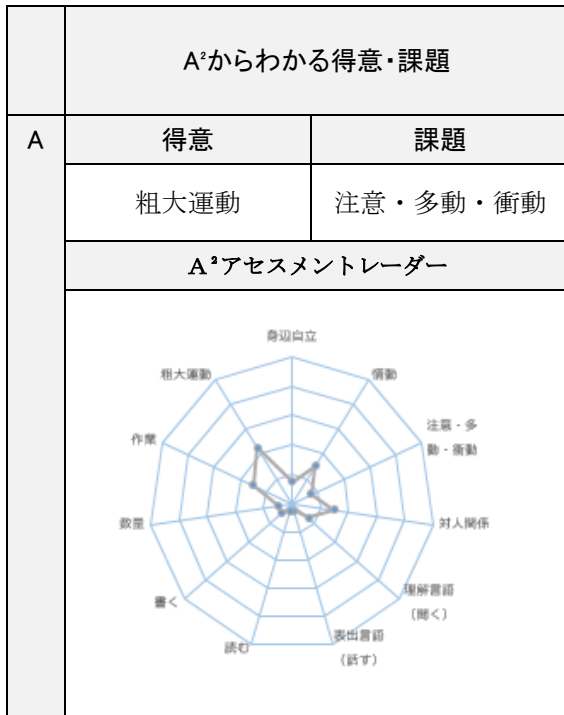 A²からわかる得意・課題
A
得意
課題
粗大運動
注意・多動・衝動
A²アセスメントレーダー
身辺自立
粗大運動
情動
注意・多
動・衝動
作業
数量
対人関係
書く
理解言語
(聞く)
読む
表出言語
(話す)